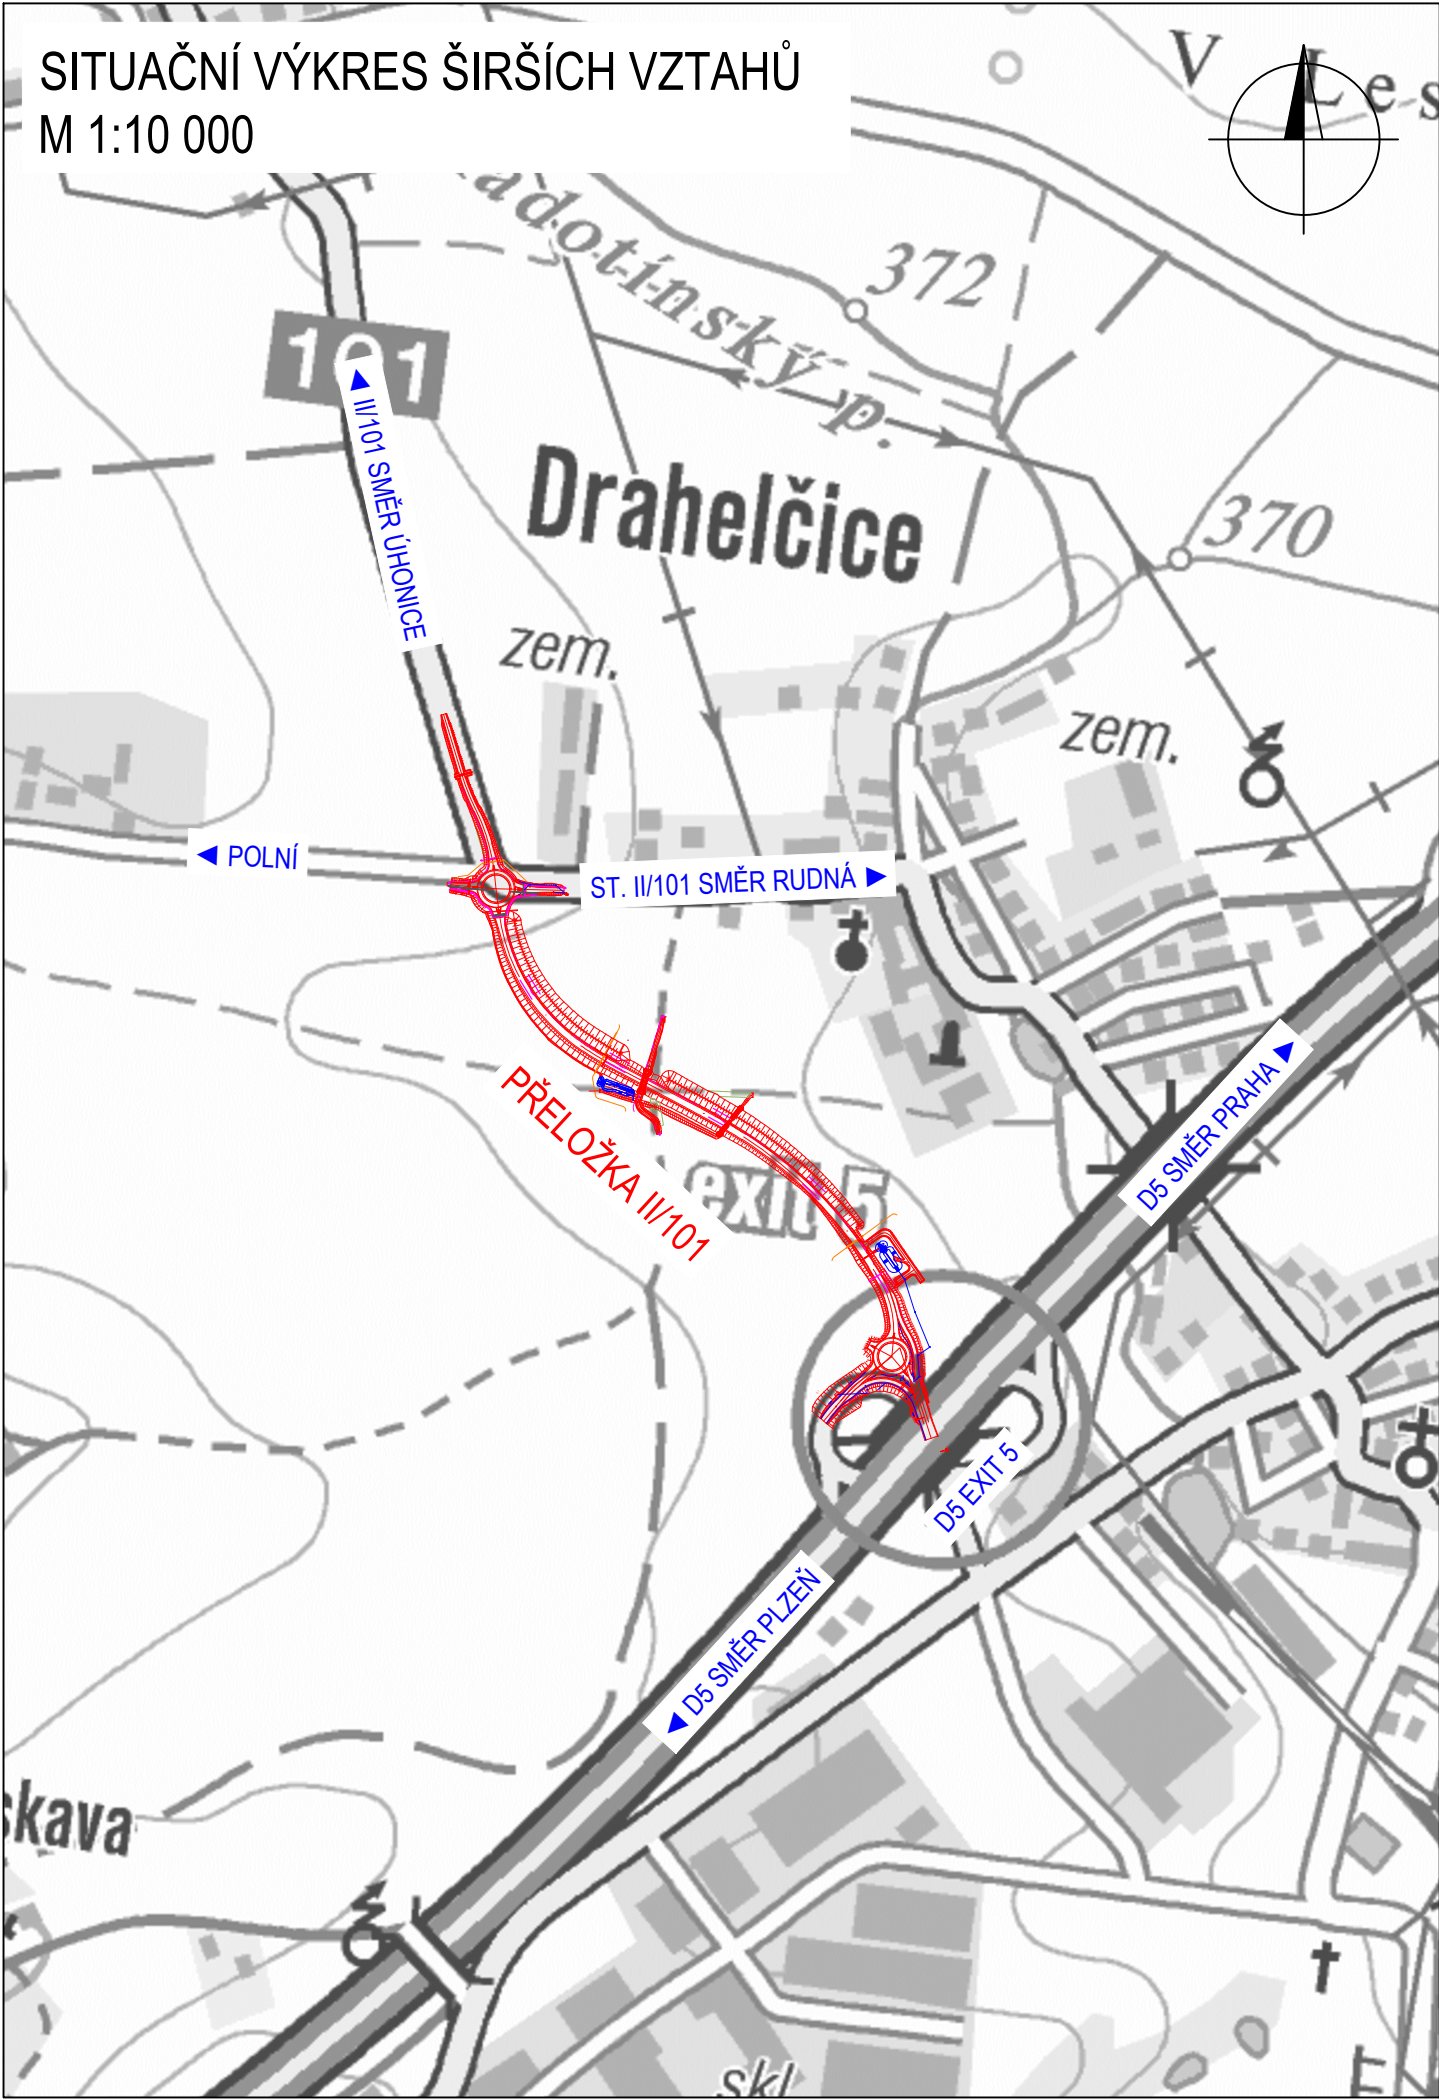 SITUAČNÍ VÝKRES ŠIRŠÍCH VZTAHŮ
M 1:10 000
V Les
adotínský p.
372
101
II/101 SMĚR ÚHONICE
Drahelčice
370
zem.
zem.
POLNÍ
ST. II/101 SMĚR RUDNÁ
PŘELOŽKA II/101
exit 5
D5 SMĚR PRAHA
D5 EXIT 5
D5 SMĚR PLZEŇ
skava
skl